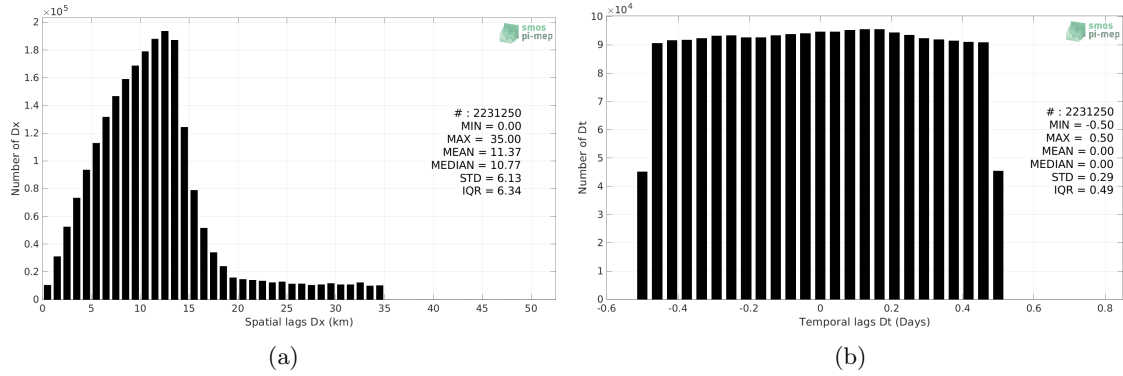 ×10^5
2
1.8
1.6
1.4
1.2
1
0.8
0.6
0.4
0.2
0
Number of Dx
smos
pi-mep
# : 2231250
MIN = 0.00
MAX = 35.00
MEAN = 11.37
MEDIAN = 10.77
STD = 6.13
IQR = 6.34
0 5 10 15 20 25 30 35 40 45 50
Spatial lags Dx (km)
(a)
×10^4
10
9
8
7
6
5
4
3
2
1
0
Number of Dt
smos
pi-mep
# : 2231250
MIN = -0.50
MAX = 0.50
MEAN = 0.00
MEDIAN = 0.00
STD = 0.29
IQR = 0.49
-0.6 -0.4 -0.2 0 0.2 0.4 0.6 0.8
Temporal lags Dt (Days)
(b)